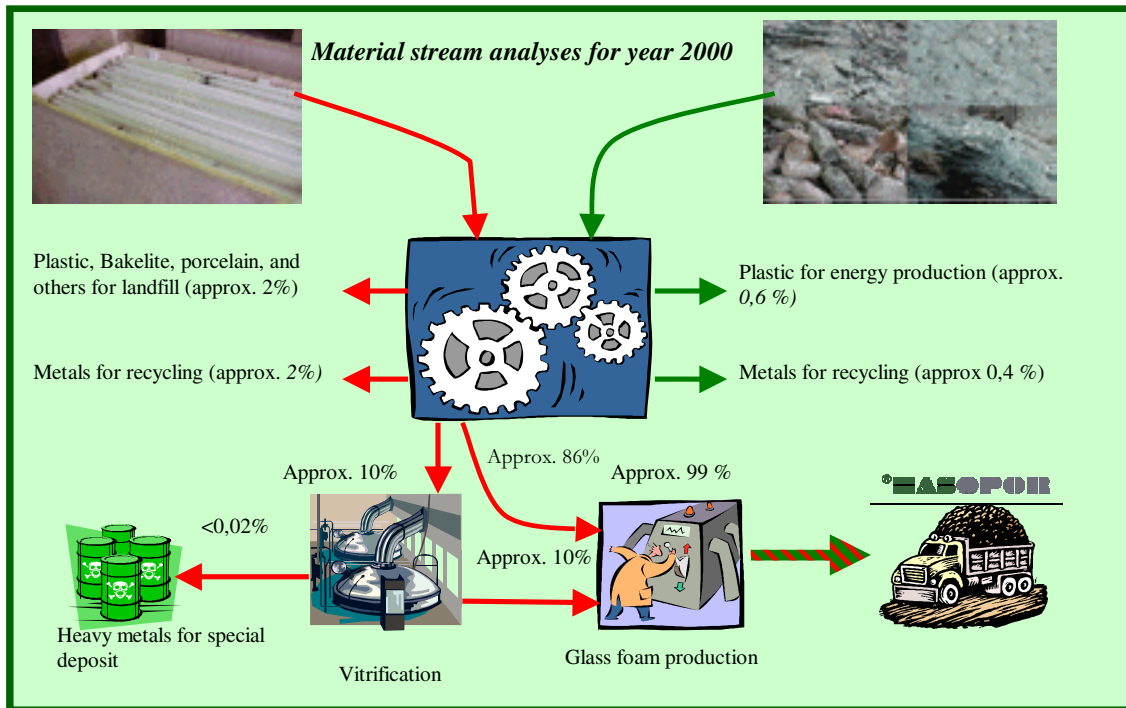 Material stream analyses for year 2000
Plastic, Bakelite, porcelain, and
others for landfill (approx. 2%)
Plastic for energy production (approx.
0,6 %)
Metals for recycling (approx. 2%)
Metals for recycling (approx 0,4 %)
Approx. 10%
Approx. 86%
Approx. 99 %
®HASOPOR
<0,02%
Approx. 10%
Heavy metals for special
deposit
Vitrification
Glass foam production